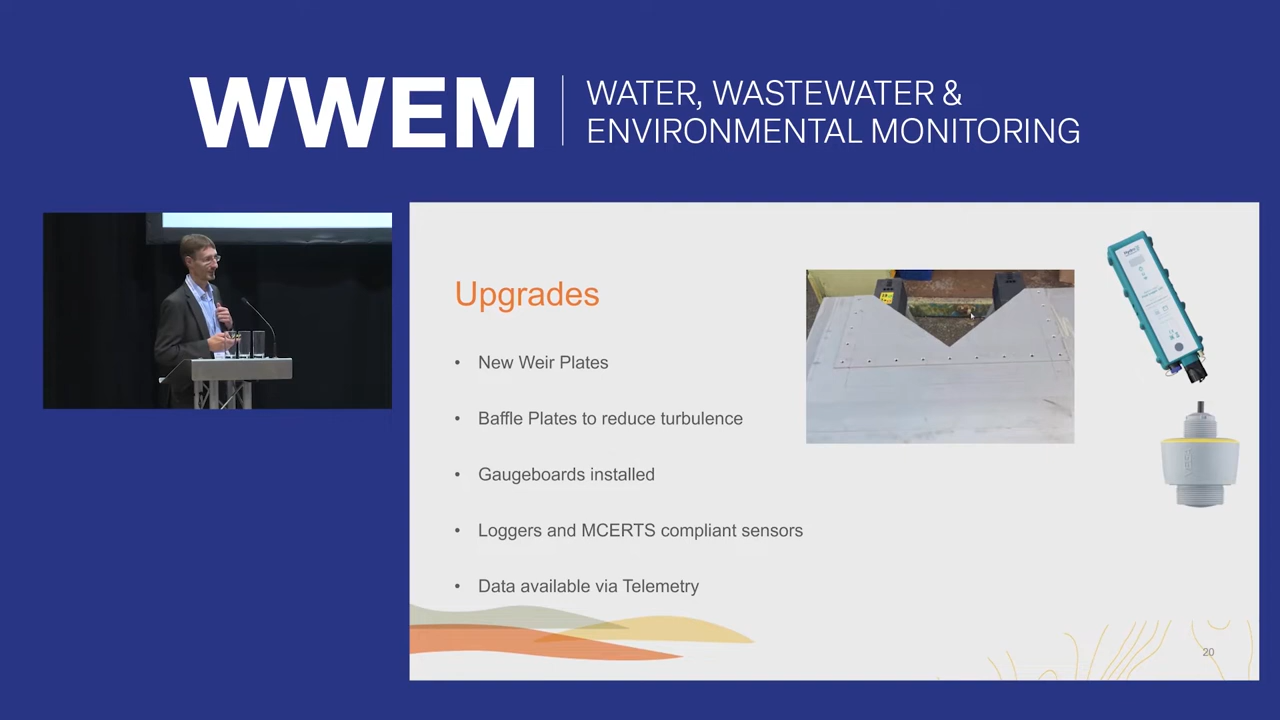 WWEM
WATER, WASTEWATER &
ENVIRONMENTAL MONITORING
Upgrades
• New Weir Plates
• Baffle Plates to reduce turbulence
• Gaugeboards installed
• Loggers and MCERTS compliant sensors
• Data available via Telemetry
20